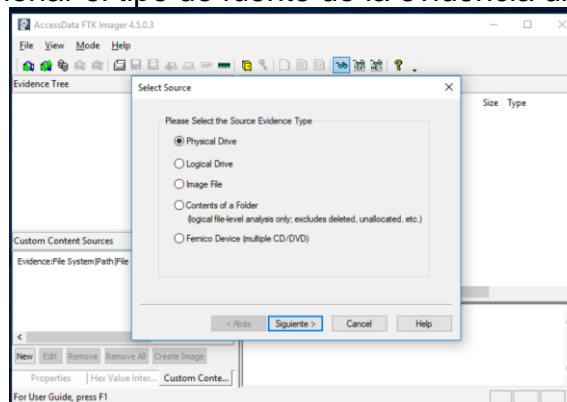 AccessData FTK Imager 4.5.0.3
File View Mode Help
Evidence Tree
Select Source
Size Type
Please Select the Source Evidence Type
Physical Drive
Logical Drive
Image File
Contents of a Folder
(logical file-level analysis only; excludes deleted, unallocated, etc.)
Fernico Device (multiple CD/DVD)
Custom Content Sources
Evidence:File System|Path|File
< Atrás Siguiente > Cancel Help
New Edit Remove Remove All Create Image
Properties Hex Value Inter... Custom Conte...
For User Guide, press F1